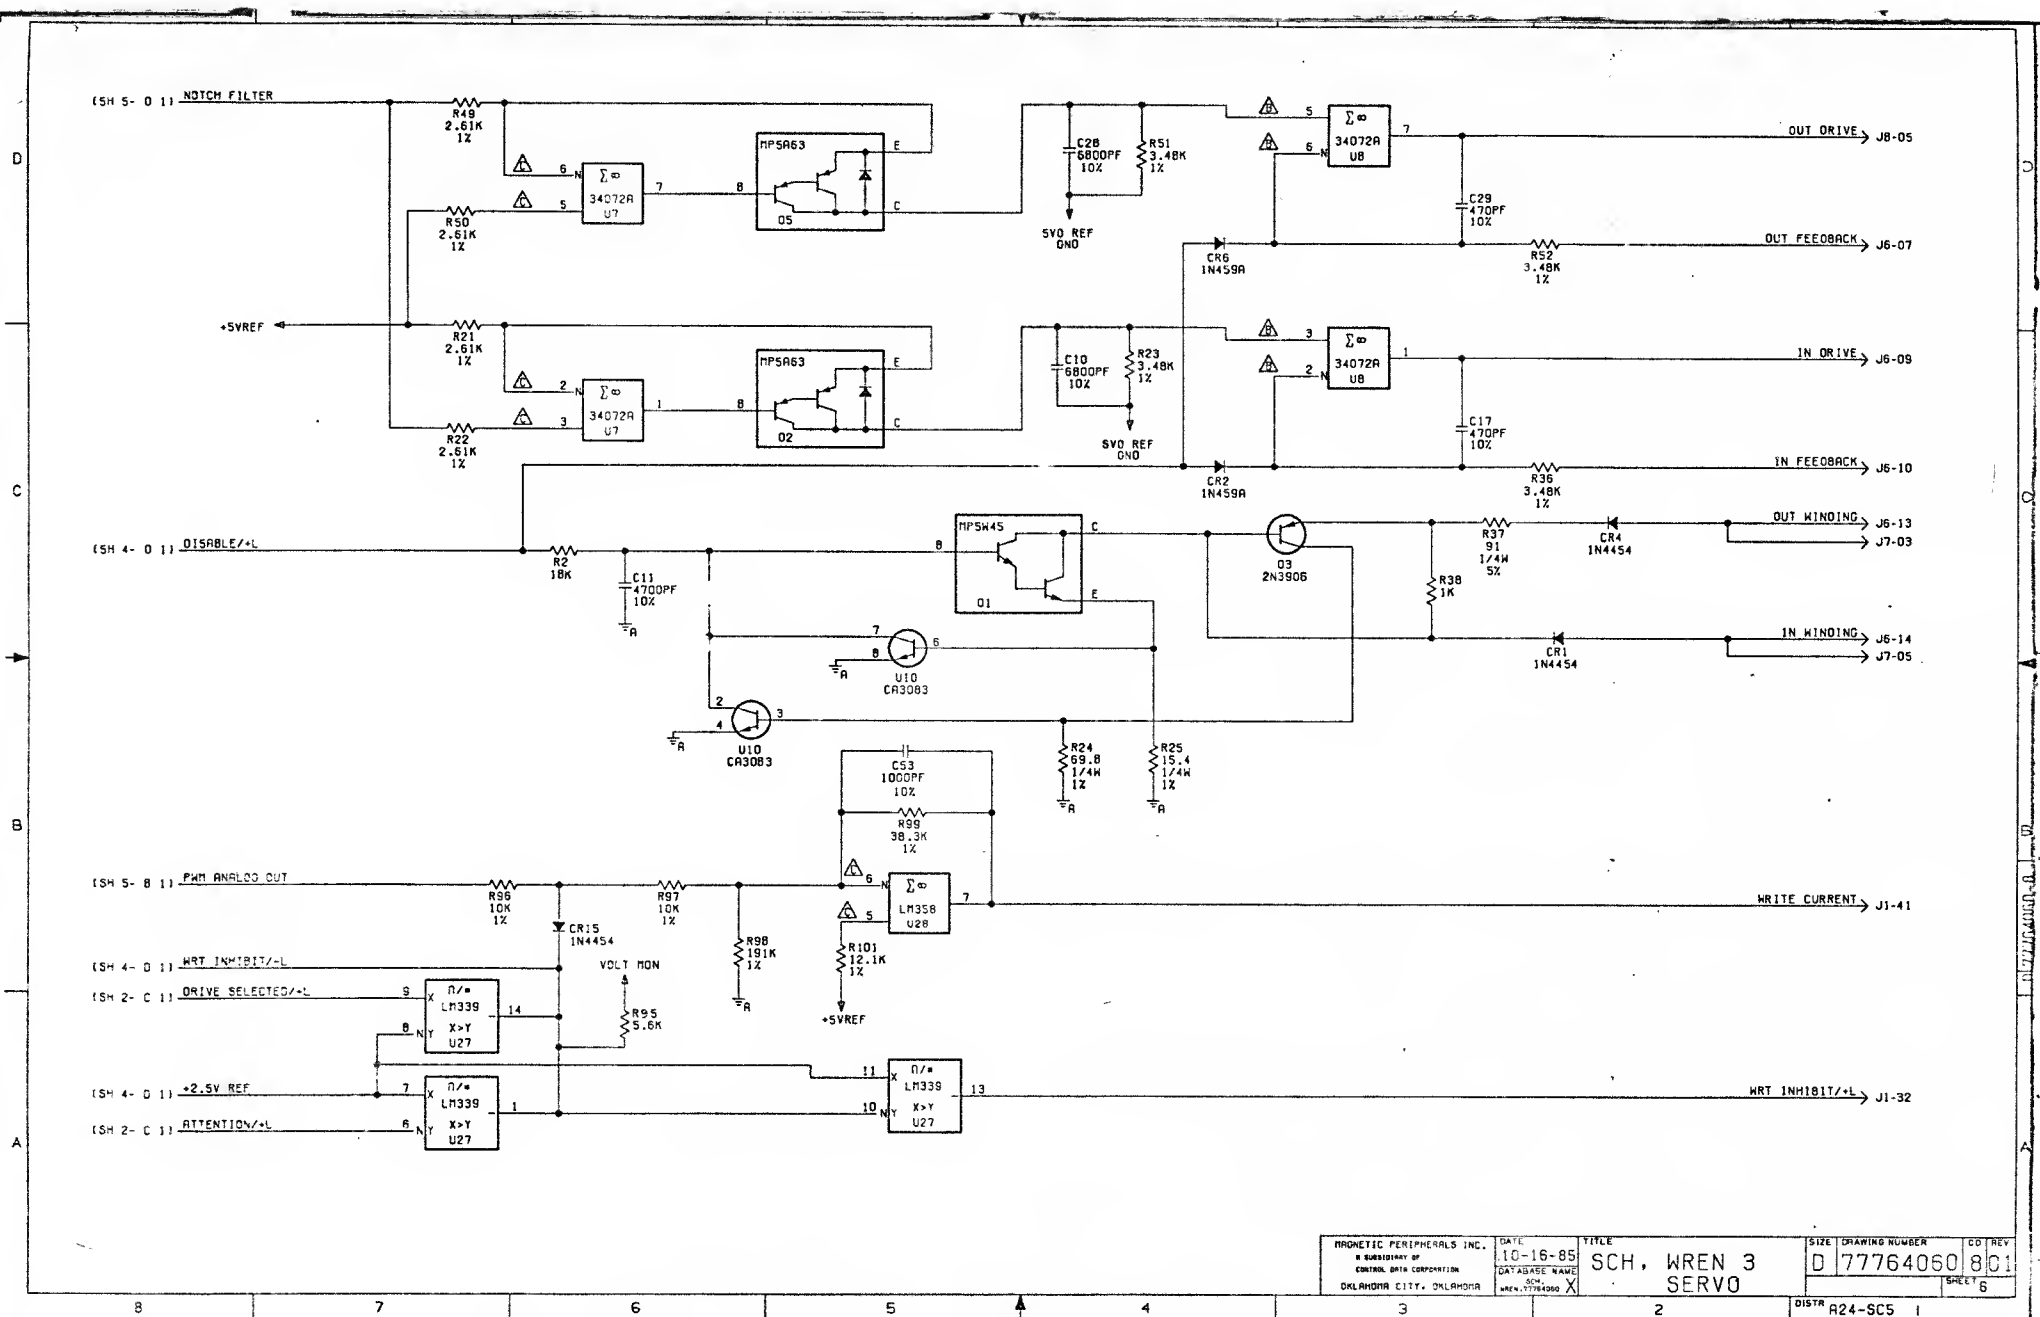 (SH 5- D 1) NOTCH FILTER
R49
2.61K
1%
MPSA63
E
B
C
Q5
C 6 N
C 5
Σ∞
34072A
U7
7
R50
2.61K
1%
C28
6800PF
10%
R51
3.48K
1%
SVO REF
GND
B 5
B 6 N
Σ∞
34072A
U8
7
OUT DRIVE J8-05
C29
470PF
10%
CR6
1N459A
R52
3.48K
1%
OUT FEEDBACK J6-07
+5VREF
R21
2.61K
1%
MPSA63
E
B
C
Q2
C 2 N
C 3
Σ∞
34072A
U7
1
R22
2.61K
1%
C10
6800PF
10%
R23
3.48K
1%
SVO REF
GND
B 3
B 2 N
Σ∞
34072A
U8
1
IN DRIVE J6-09
C17
470PF
10%
CR2
1N459A
R36
3.48K
1%
IN FEEDBACK J6-10
(SH 4- D 1) DISABLE/+L
R2
18K
C11
4700PF
10%
A
MPSW45
B
C
E
Q1
Q3
2N3906
R37
91
1/4W
5%
CR4
1N4454
OUT WINDING J6-13
J7-03
R38
1K
CR1
1N4454
IN WINDING J6-14
J7-05
7
8
6
A
U10
CA3083
2
4
3
A
U10
CA3083
R24
69.8
1/4W
1%
A
R25
15.4
1/4W
1%
A
C53
1000PF
10%
R99
38.3K
1%
(SH 5- B 1) PWM ANALOG OUT
R96
10K
1%
R97
10K
1%
C 6 N
C 5
Σ∞
LM358
U28
7
WRITE CURRENT J1-41
CR15
1N4454
R98
191K
1%
A
R101
12.1K
1%
+5VREF
(SH 4- D 1) WRT INHIBIT/-L
VOLT MON
R95
5.6K
(SH 2- C 1) DRIVE SELECTED/+L
9 X
8 N Y
Π/*
LM339
X>Y
U27
14
(SH 4- D 1) +2.5V REF
7 X
6 N Y
Π/*
LM339
X>Y
U27
1
(SH 2- C 1) ATTENTION/+L
11 X
10 N Y
Π/*
LM339
X>Y
U27
13
WRT INHIBIT/+L J1-32
D
C
B
A
D
C
B
A
MAGNETIC PERIPHERALS INC.
A SUBSIDIARY OF
CONTROL DATA CORPORATION
OKLAHOMA CITY, OKLAHOMA
DATE
10-16-85
DATABASE NAME
SCH.
WREN.77764060 X
TITLE
SCH, WREN 3
SERVO
SIZE DRAWING NUMBER CD REV
D 77764060 8 C1
SHEET 6
8 7 6 5 4 3 2
DISTR A24-SC5 1